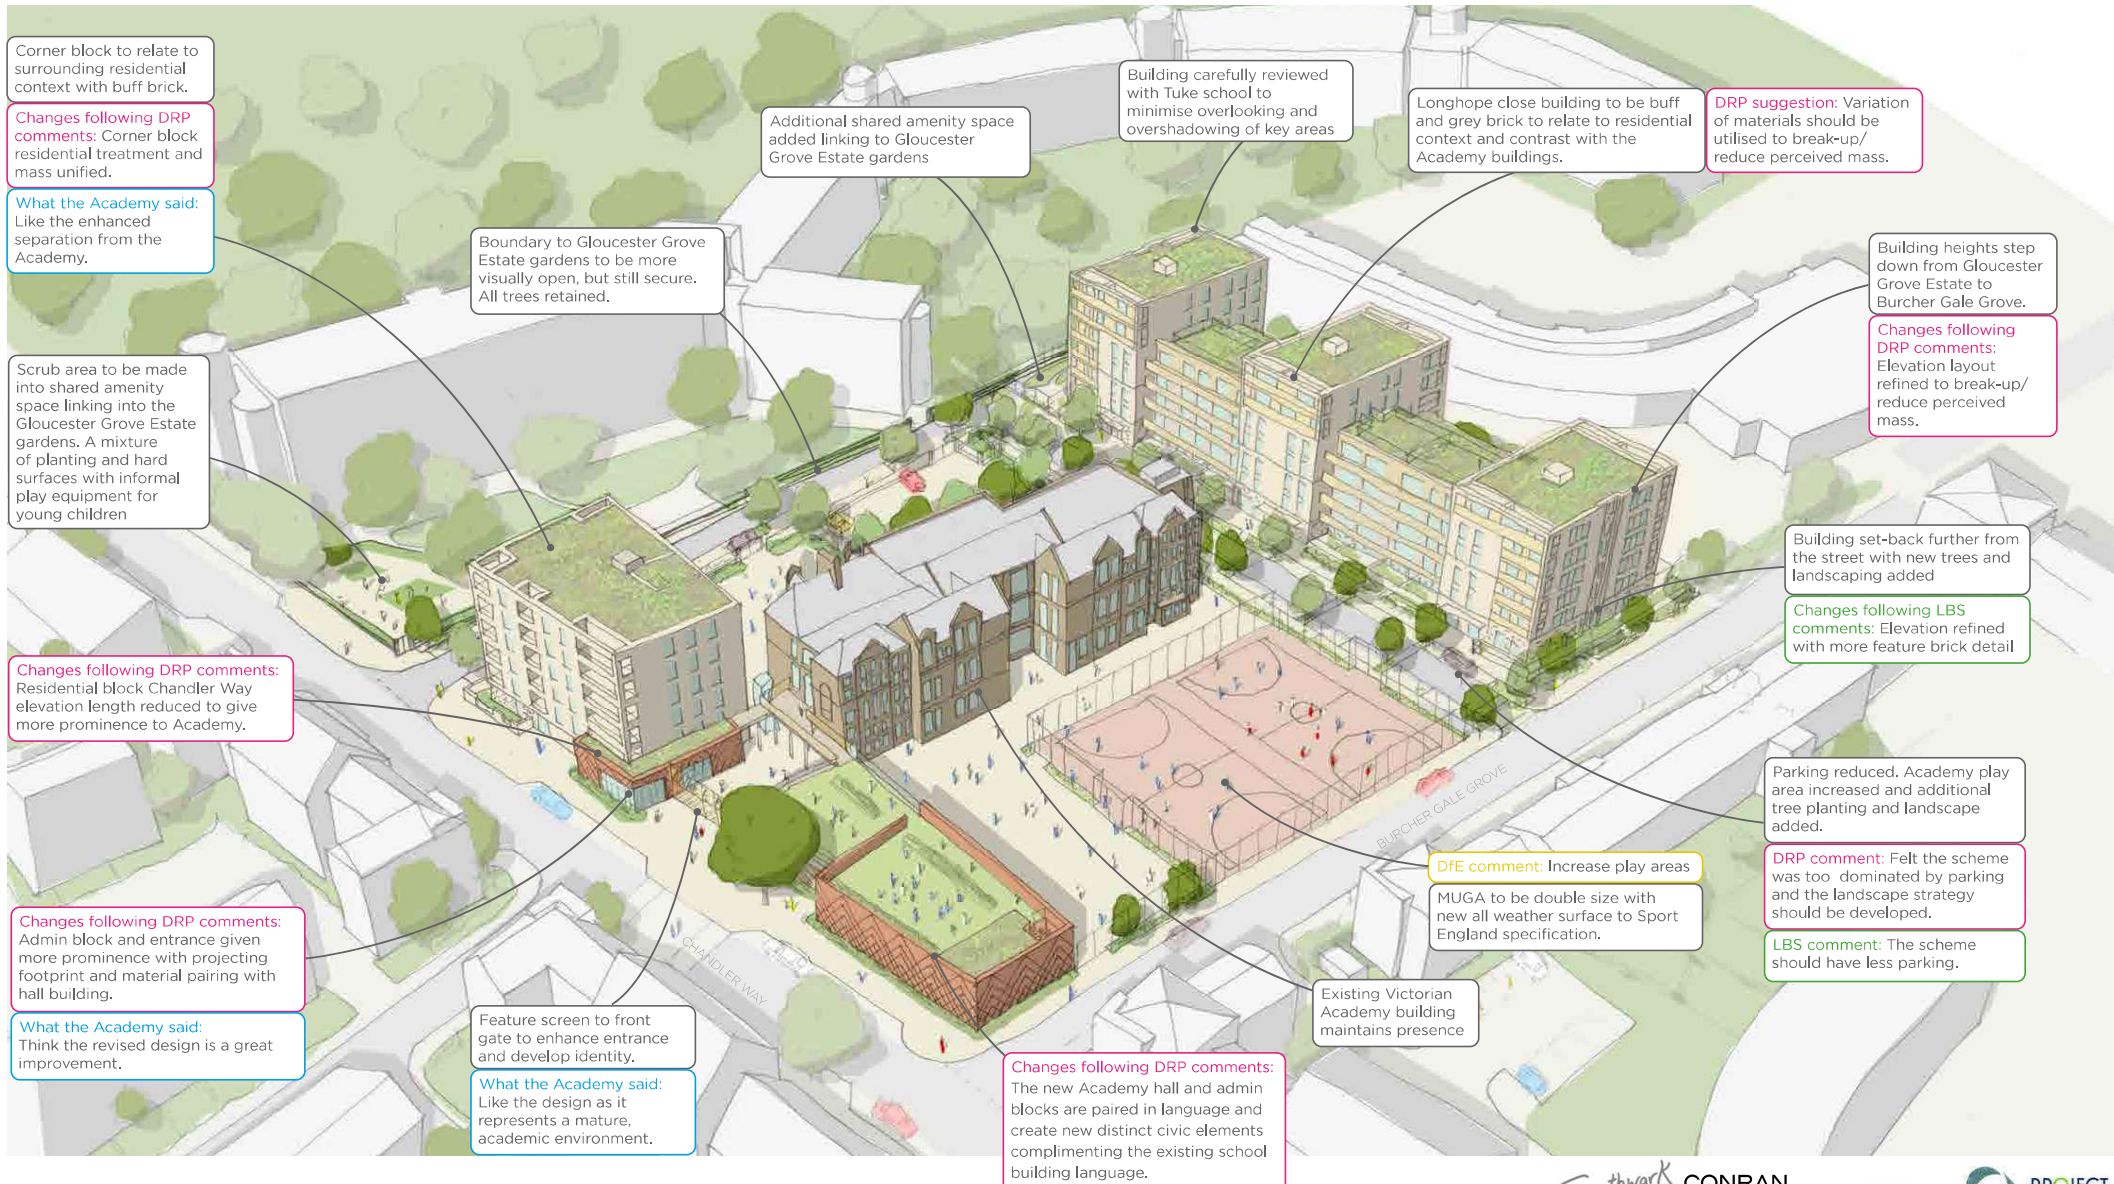 Corner block to relate to
surrounding residential
context with buff brick.
Changes following DRP
comments: Corner block
residential treatment and
mass unified.
What the Academy said:
Like the enhanced
separation from the
Academy.
Scrub area to be made
into shared amenity
space linking into the
Gloucester Grove Estate
gardens. A mixture
of planting and hard
surfaces with informal
play equipment for
young children
Changes following DRP comments:
Residential block Chandler Way
elevation length reduced to give
more prominence to Academy.
Changes following DRP comments:
Admin block and entrance given
more prominence with projecting
footprint and material pairing with
hall building.
What the Academy said:
Think the revised design is a great
improvement.
Boundary to Gloucester Grove
Estate gardens to be more
visually open, but still secure.
All trees retained.
Additional shared amenity space
added linking to Gloucester
Grove Estate gardens
Building carefully reviewed
with Tuke school to
minimise overlooking and
overshadowing of key areas
Longhope close building to be buff
and grey brick to relate to residential
context and contrast with the
Academy buildings.
DRP suggestion: Variation
of materials should be
utilised to break-up/
reduce perceived mass.
Building heights step
down from Gloucester
Grove Estate to
Burcher Gale Grove.
Changes following
DRP comments:
Elevation layout
refined to break-up/
reduce perceived
mass.
Building set-back further from
the street with new trees and
landscaping added
Changes following LBS
comments: Elevation refined
with more feature brick detail
Parking reduced. Academy play
area increased and additional
tree planting and landscape
added.
DRP comment: Felt the scheme
was too dominated by parking
and the landscape strategy
should be developed.
LBS comment: The scheme
should have less parking.
BURCHER GALE GROVE
DfE comment: Increase play areas
MUGA to be double size with
new all weather surface to Sport
England specification.
Existing Victorian
Academy building
maintains presence
CHANDLER WAY
Feature screen to front
gate to enhance entrance
and develop identity.
What the Academy said:
Like the design as it
represents a mature,
academic environment.
Changes following DRP comments:
The new Academy hall and admin
blocks are paired in language and
create new distinct civic elements
complimenting the existing school
building language.
CONRAN